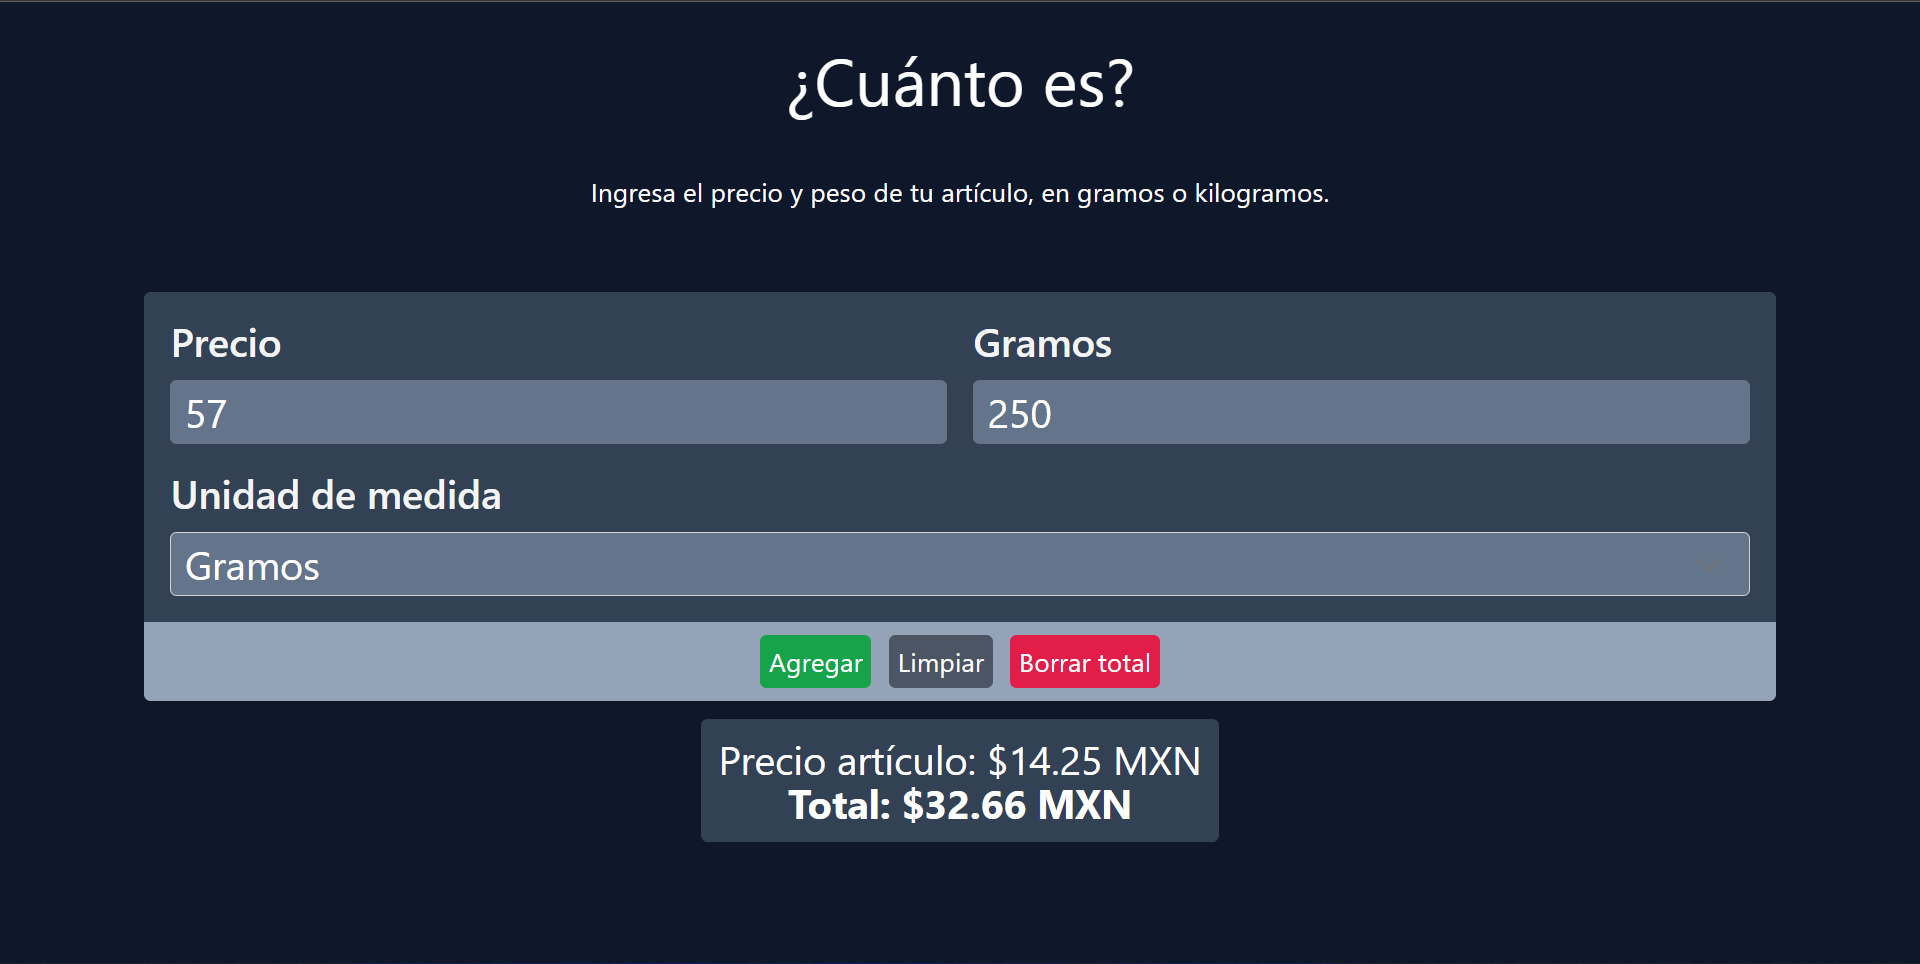 ¿Cuánto es?
Ingresa el precio y peso de tu artículo, en gramos o kilogramos.
Precio
Gramos
57
250
Unidad de medida
Gramos
Agregar
Limpiar
Borrar total
Precio artículo: $14.25 MXN
Total: $32.66 MXN